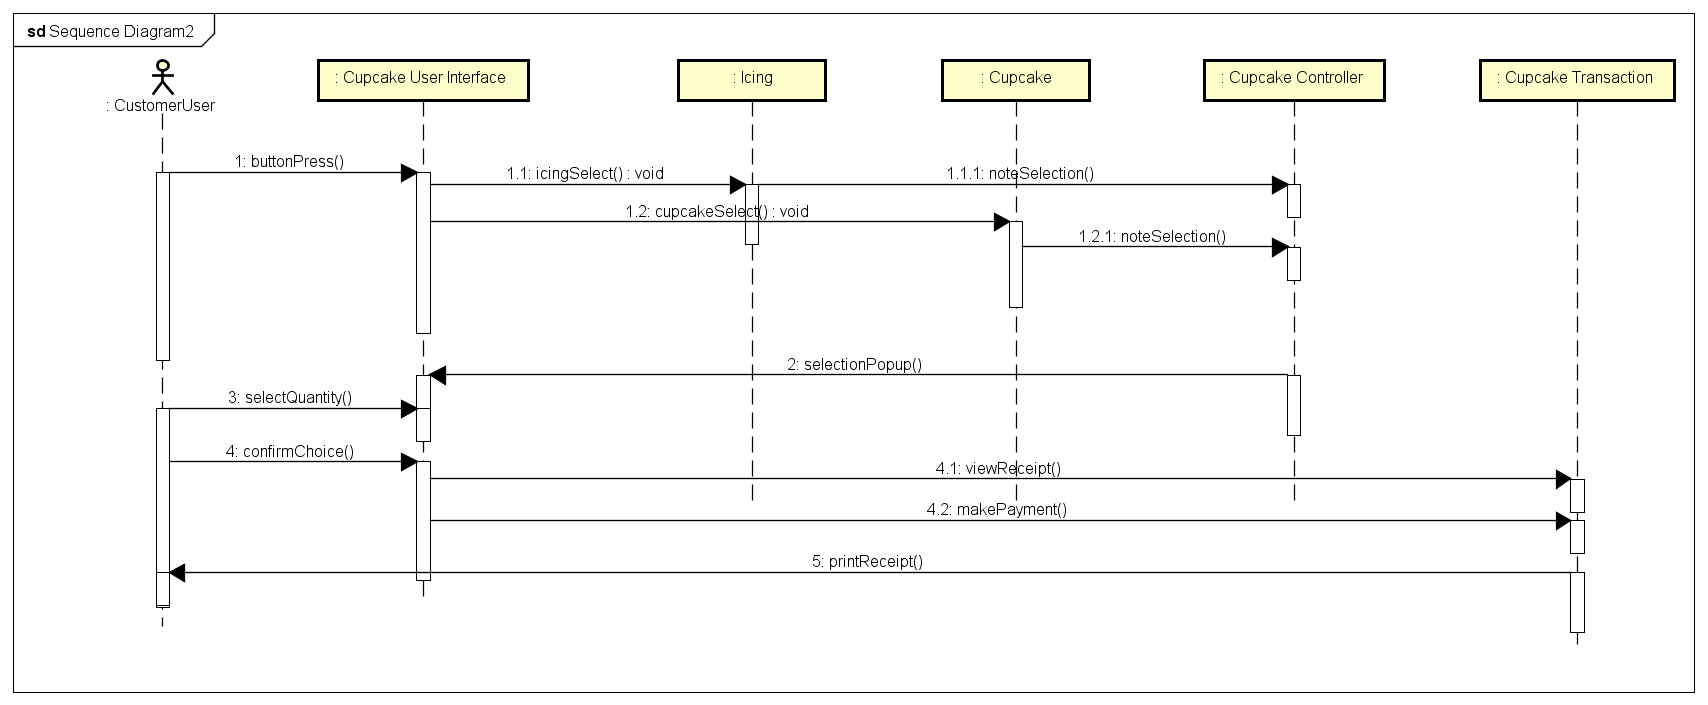 sd Sequence Diagram2
: CustomerUser
: Cupcake User Interface
: Icing
: Cupcake
: Cupcake Controller
: Cupcake Transaction
1: buttonPress()
1.1: icingSelect() : void
1.1.1: noteSelection()
1.2: cupcakeSelect() : void
1.2.1: noteSelection()
2: selectionPopup()
3: selectQuantity()
4: confirmChoice()
4.1: viewReceipt()
4.2: makePayment()
5: printReceipt()